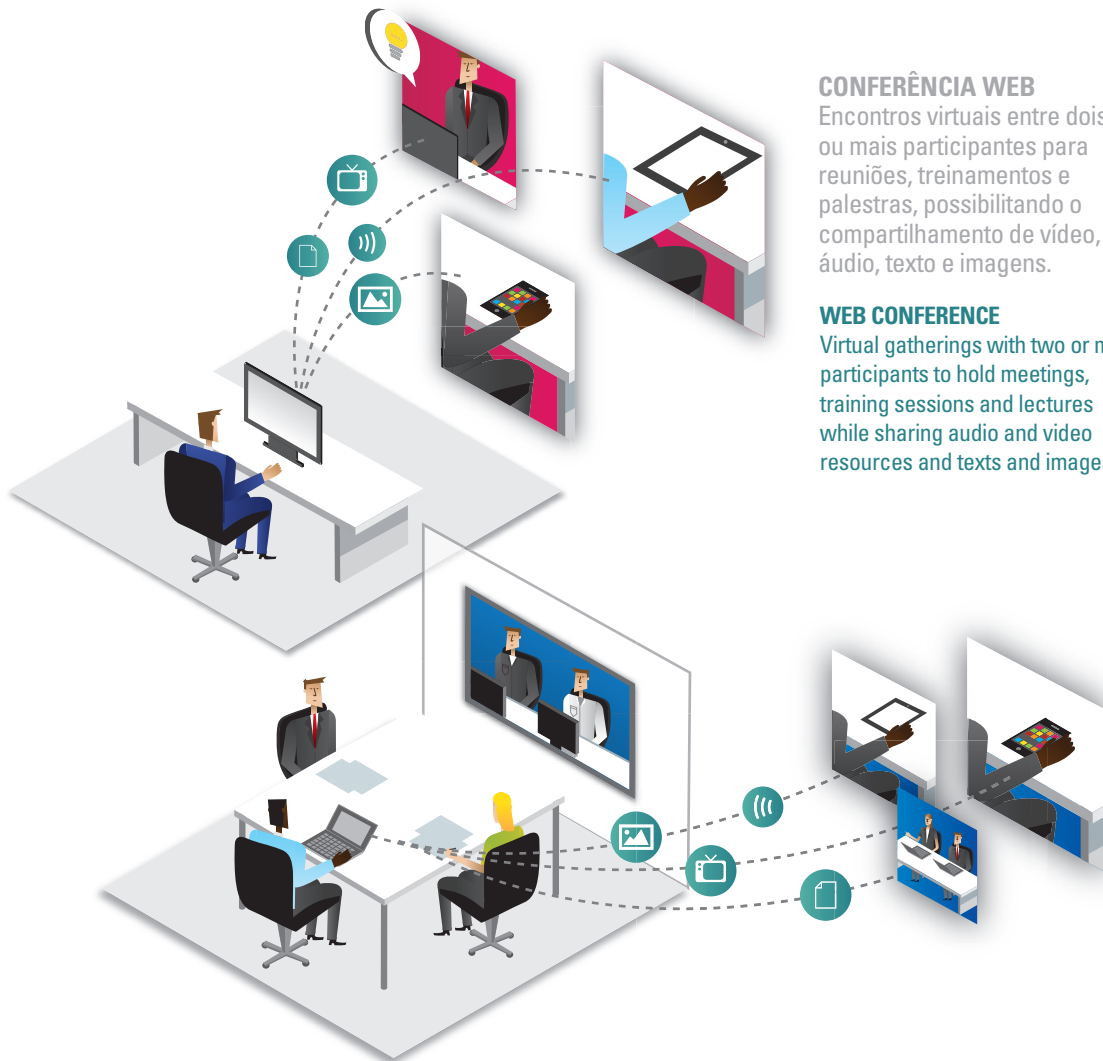 CONFERÊNCIA WEB
Encontros virtuais entre dois
ou mais participantes para
reuniões, treinamentos e
palestras, possibilitando o
compartilhamento de vídeo,
áudio, texto e imagens.
WEB CONFERENCE
Virtual gatherings with two or
participants to hold meetings,
training sessions and lectures
while sharing audio and video
resources and texts and image